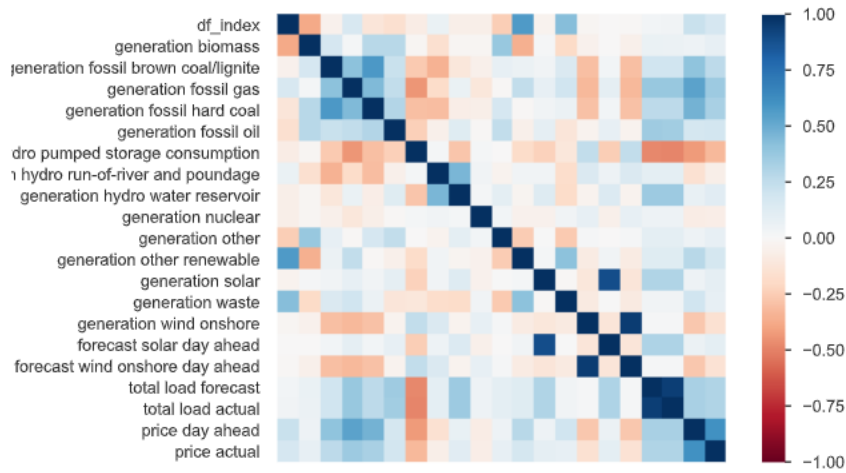 df_index
generation biomass
generation fossil brown coal/lignite
generation fossil gas
generation fossil hard coal
generation fossil oil
dro pumped storage consumption
n hydro run-of-river and poundage
generation hydro water reservoir
generation nuclear
generation other
generation other renewable
generation solar
generation waste
generation wind onshore
forecast solar day ahead
forecast wind onshore day ahead
total load forecast
total load actual
price day ahead
price actual
1.00
0.75
0.50
0.25
0.00
−0.25
−0.50
−0.75
−1.00